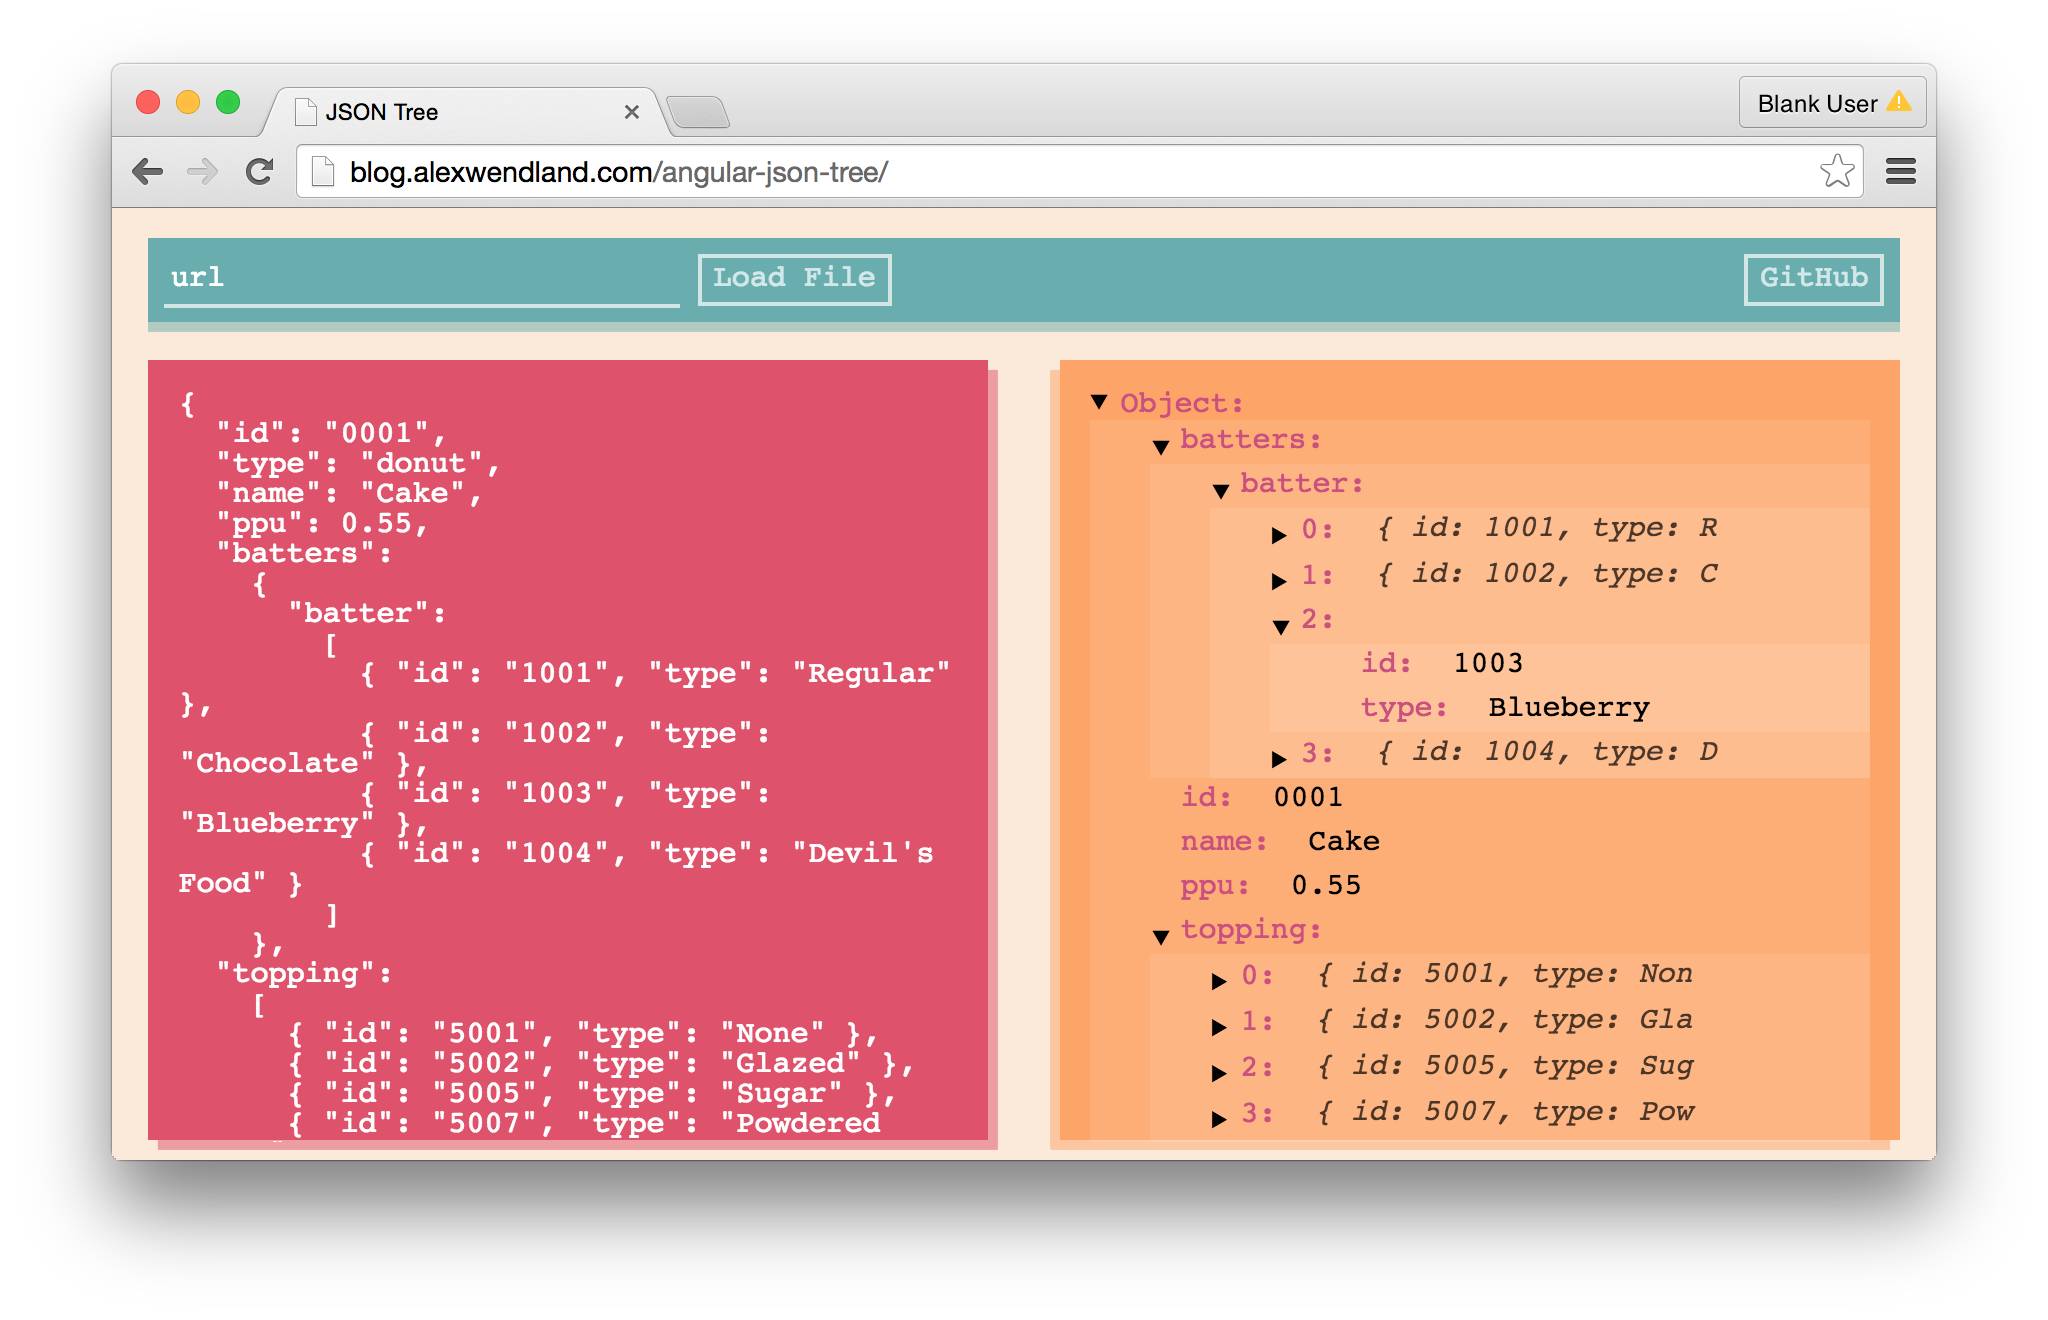 JSON Tree
Blank User
blog.alexwendland.com/angular-json-tree/
url
Load File
GitHub
{
"id": "0001",
"type": "donut",
"name": "Cake",
"ppu": 0.55,
"batters":
{
"batter":
[
{ "id": "1001", "type": "Regular"
},
{ "id": "1002", "type":
"Chocolate" },
{ "id": "1003", "type":
"Blueberry" },
{ "id": "1004", "type": "Devil's
Food" }
]
},
"topping":
[
{ "id": "5001", "type": "None" },
{ "id": "5002", "type": "Glazed" },
{ "id": "5005", "type": "Sugar" },
{ "id": "5007", "type": "Powdered
Object:
batters:
batter:
0: { id: 1001, type: R
1: { id: 1002, type: C
2:
id: 1003
type: Blueberry
3: { id: 1004, type: D
id: 0001
name: Cake
ppu: 0.55
topping:
0: { id: 5001, type: Non
1: { id: 5002, type: Gla
2: { id: 5005, type: Sug
3: { id: 5007, type: Pow